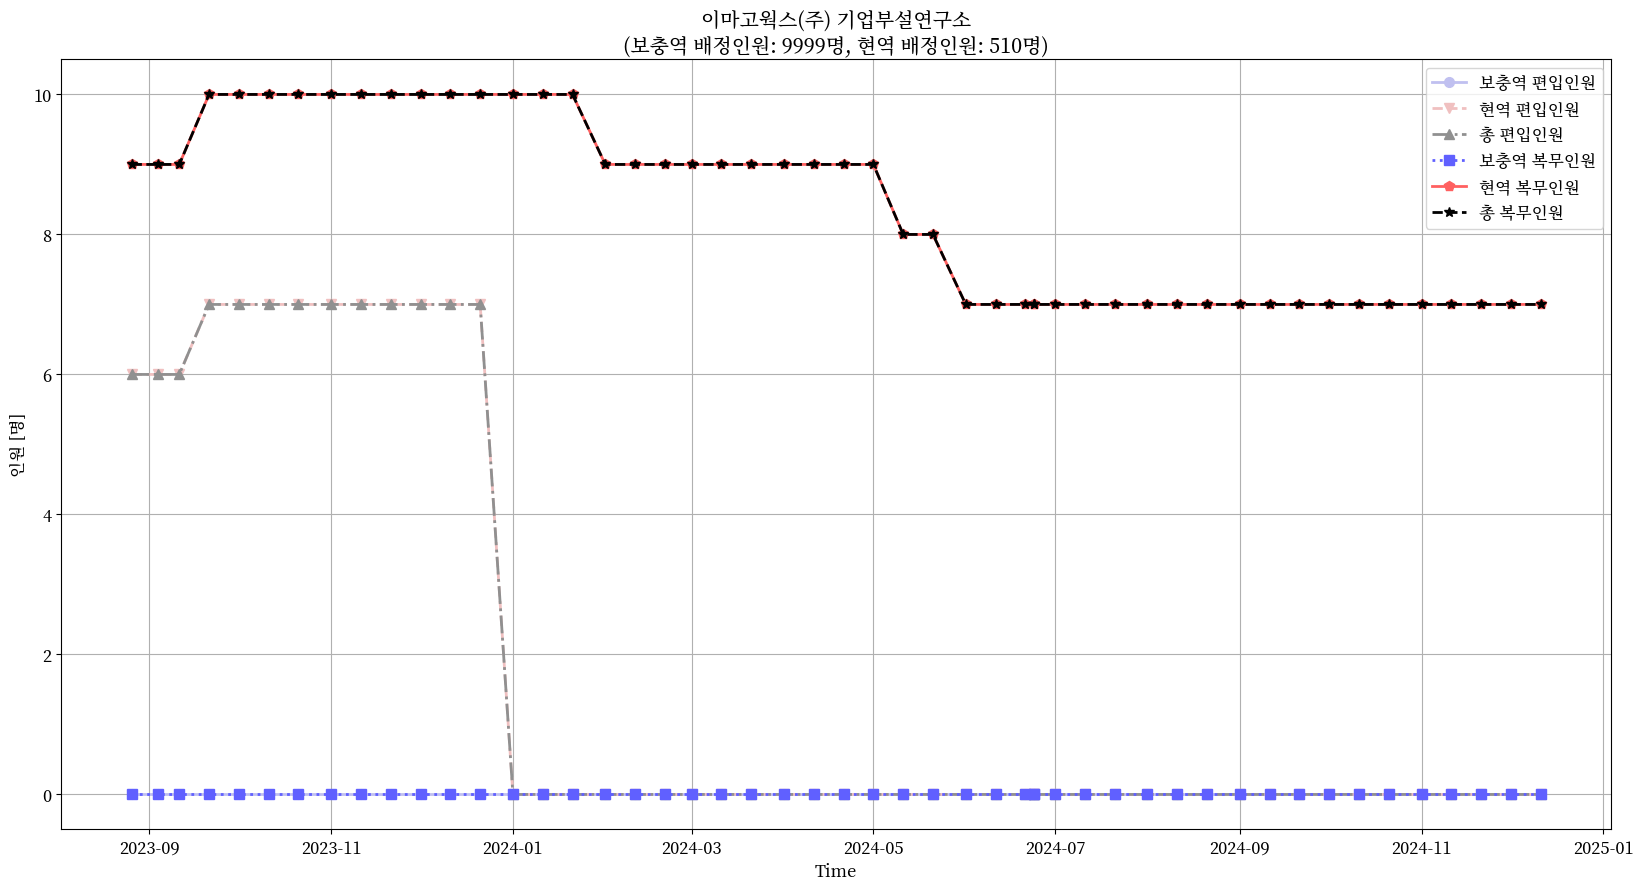 이마고웍스(주) 기업부설연구소
(보충역 배정인원: 9999명, 현역 배정인원: 510명)
보충역 편입인원
현역 편입인원
총 편입인원
보충역 복무인원
현역 복무인원
총 복무인원
인원 [명]
10
8
6
4
2
0
2023-09
2023-11
2024-01
2024-03
2024-05
2024-07
2024-09
2024-11
2025-01
Time